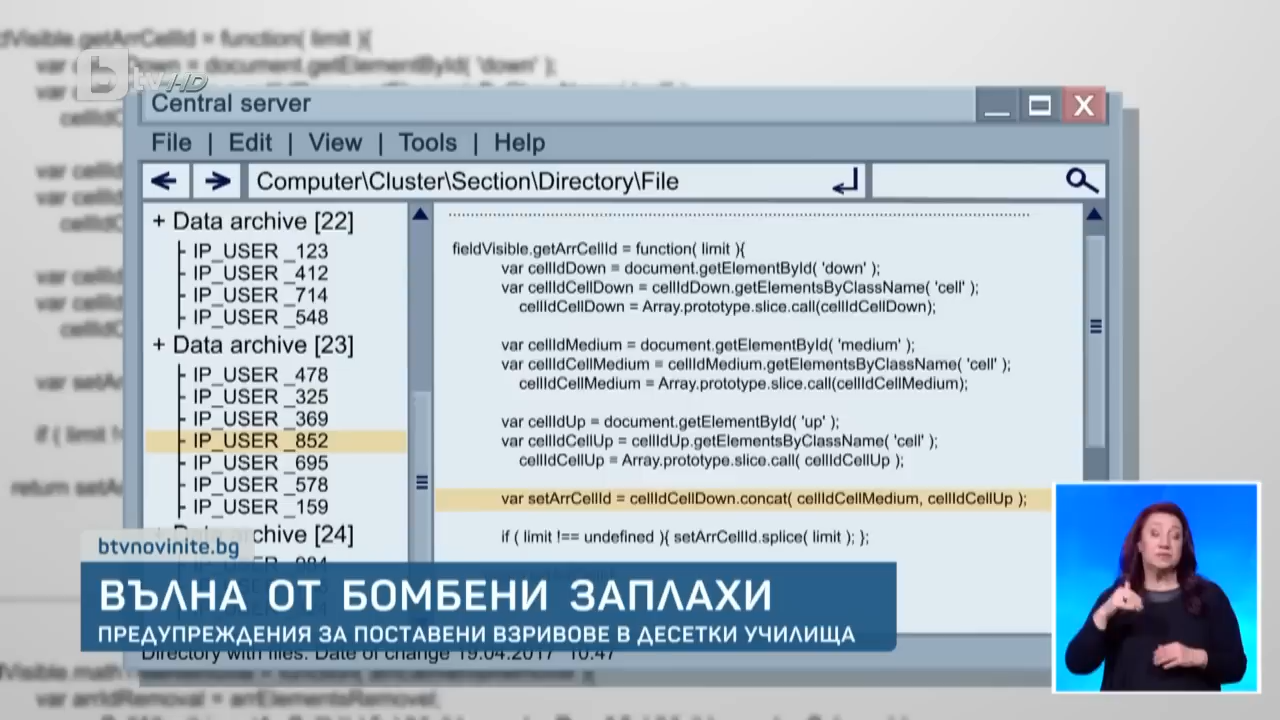 btv HD
Central server
File | Edit | View | Tools | Help
Computer\Cluster\Section\Directory\File
+ Data archive [22]
IP_USER _123
IP_USER _412
IP_USER _714
IP_USER _548
+ Data archive [23]
IP_USER _478
IP_USER _325
IP_USER _369
IP_USER _852
IP_USER _695
IP_USER _578
IP_USER _159
+ Data archive [24]
fieldVisible.getArrCellId = function( limit ){
var cellIdDown = document.getElementById( 'down' );
var cellIdCellDown = cellIdDown.getElementsByClassName( 'cell' );
cellIdCellDown = Array.prototype.slice.call(cellIdCellDown);
var cellIdMedium = document.getElementById( 'medium' );
var cellIdCellMedium = cellIdMedium.getElementsByClassName( 'cell' );
cellIdCellMedium = Array.prototype.slice.call(cellIdCellMedium);
var cellIdUp = document.getElementById( 'up' );
var cellIdCellUp = cellIdUp.getElementsByClassName( 'cell' );
cellIdCellUp = Array.prototype.slice.call( cellIdCellUp );
var setArrCellId = cellIdCellDown.concat( cellIdCellMedium, cellIdCellUp );
if ( limit !== undefined ){ setArrCellId.splice( limit ); };
btvnovinite.bg
ВЪЛНА ОТ БОМБЕНИ ЗАПЛАХИ
ПРЕДУПРЕЖДЕНИЯ ЗА ПОСТАВЕНИ ВЗРИВОВЕ В ДЕСЕТКИ УЧИЛИЩА
Directory with files. Date of change 19.04.2017 10:47